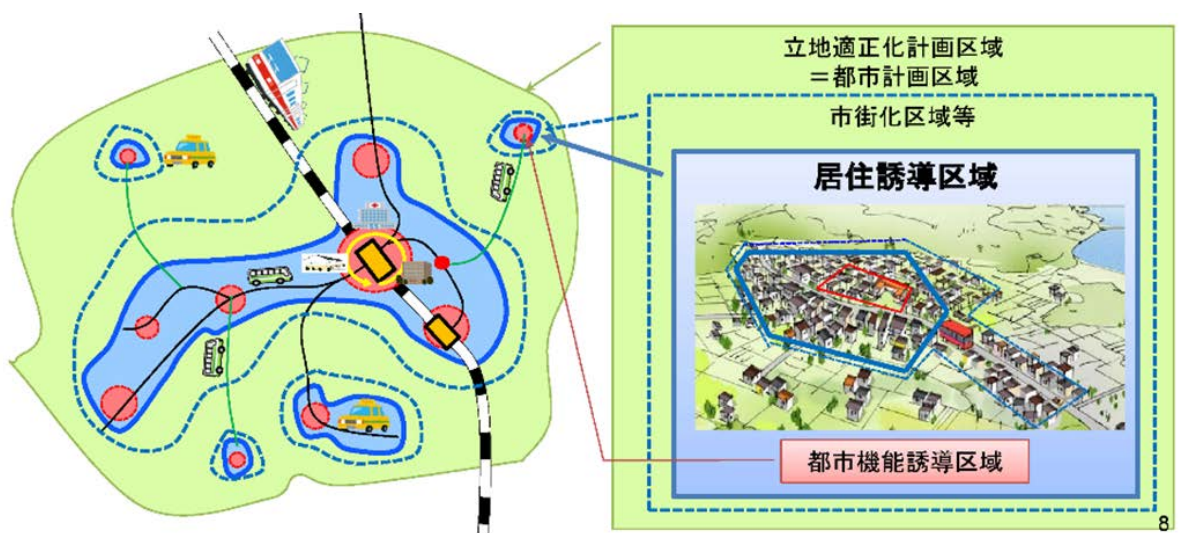 立地適正化計画区域
＝都市計画区域
市街化区域等
居住誘導区域
都市機能誘導区域
8